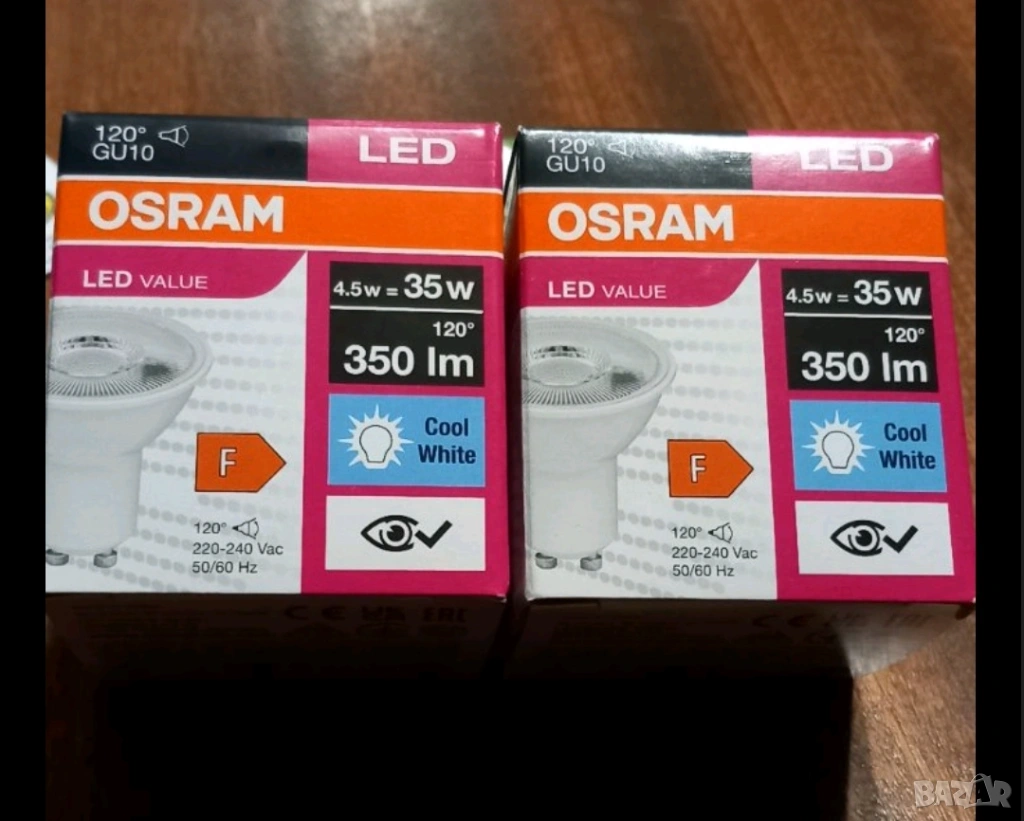 120°
GU10
LED
OSRAM
LED VALUE
4.5w = 35w
120°
350 lm
Cool
White
F
120°
220-240 Vac
50/60 Hz
120°
GU10
LED
OSRAM
LED VALUE
4.5w = 35w
120°
350 lm
Cool
White
F
120°
220-240 Vac
50/60 Hz
BAZAR